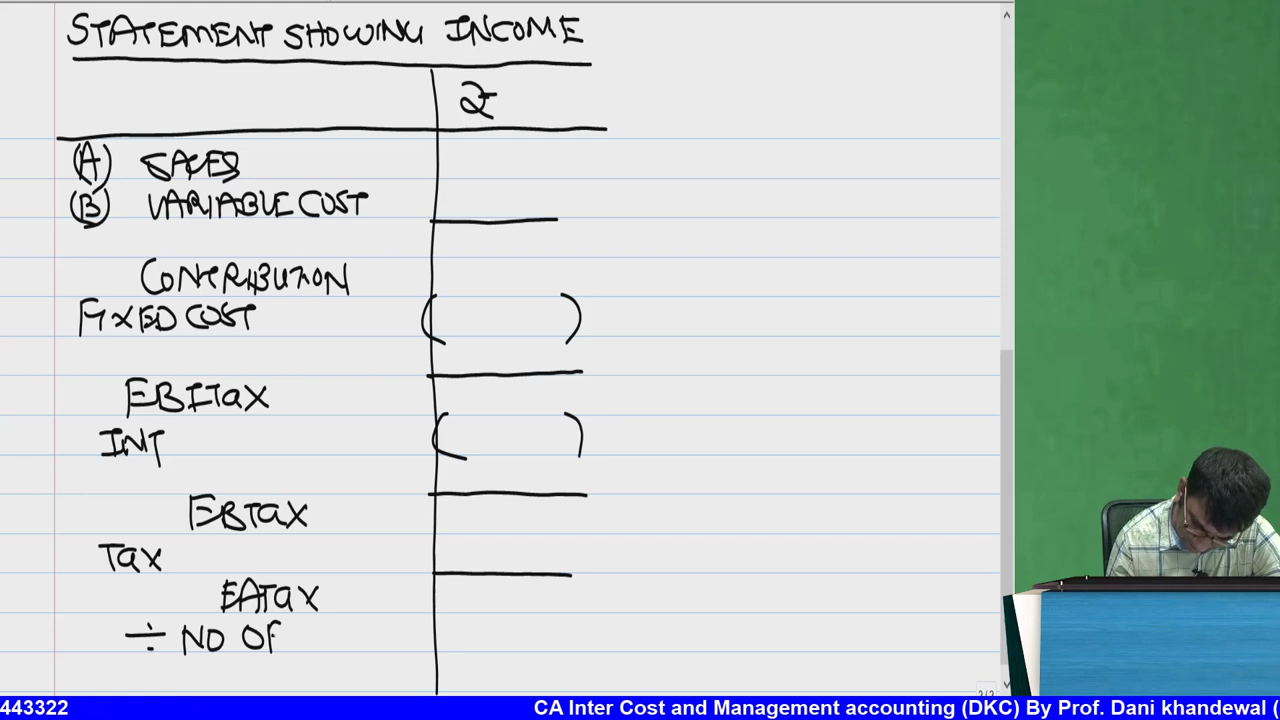 STATEMENT SHOWING INCOME
₹
(A) SALES
(B) VARIABLE COST
CONTRIBUTION
FIXED COST ( )
EBITax
INT ( )
EBTax
Tax
EATax
÷ NO OF
443322 CA Inter Cost and Management accounting (DKC) By Prof. Dani khandewal (